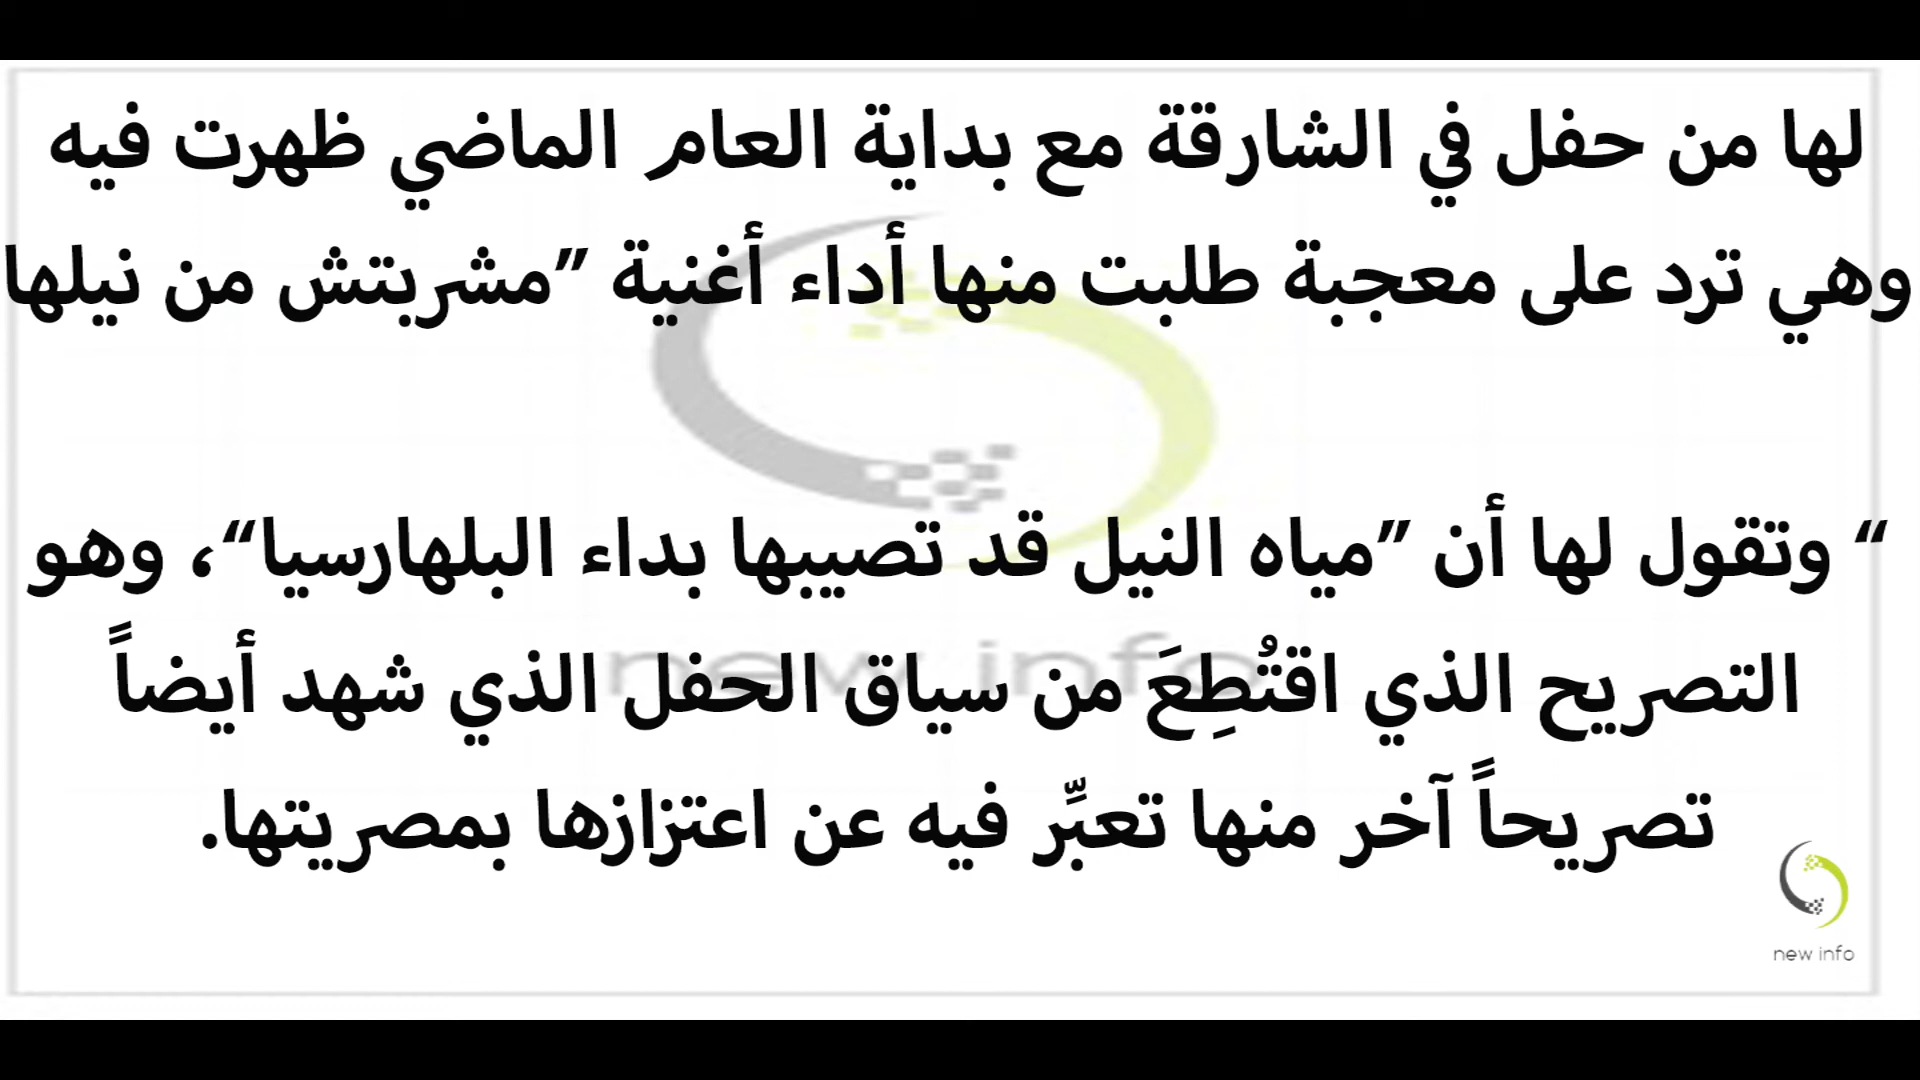 لها من حفل في الشارقة مع بداية العام الماضي ظهرت فيه
وهي ترد على معجبة طلبت منها أداء أغنية ”مشربتش من نيلها
“ وتقول لها أن ”مياه النيل قد تصيبها بداء البلهارسيا“، وهو
التصريح الذي اقتُطِعَ من سياق الحفل الذي شهد أيضاً
تصريحاً آخر منها تعبِّر فيه عن اعتزازها بمصريتها.
new info
new info